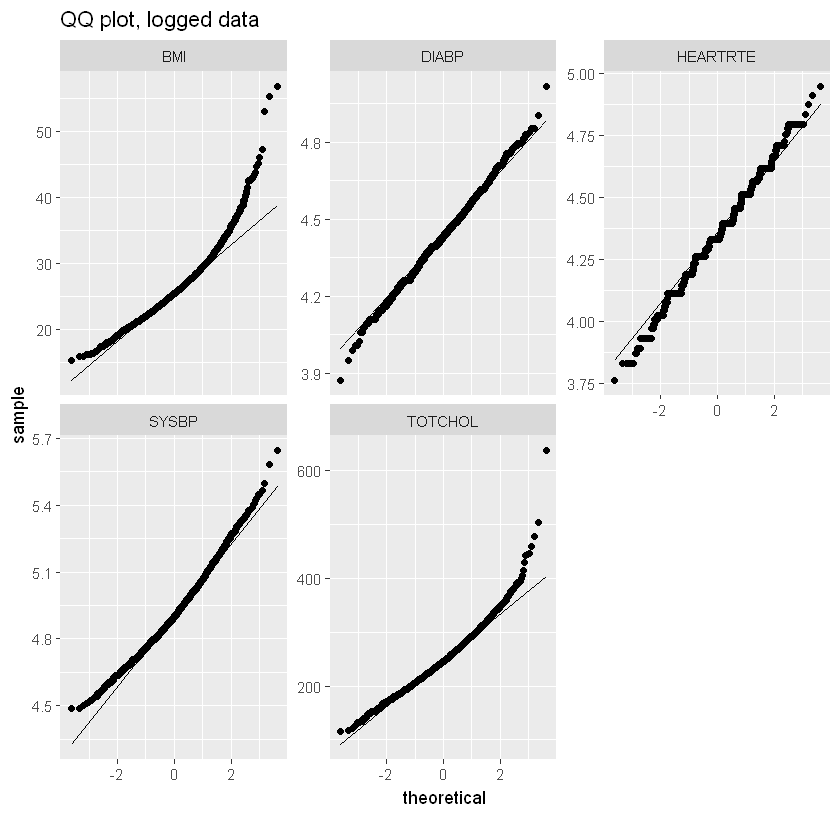 QQ plot, logged data
BMI
DIABP
HEARTRTE
50
40
30
20
4.8
4.5
4.2
3.9
5.00
4.75
4.50
4.25
4.00
3.75
-2 0 2
sample
SYSBP
TOTCHOL
5.7
5.4
5.1
4.8
4.5
600
400
200
-2 0 2
-2 0 2
theoretical